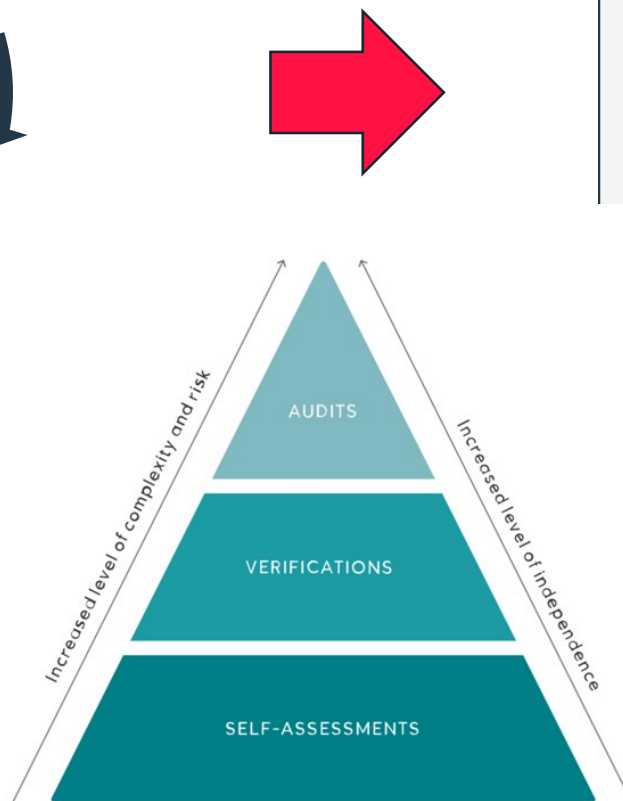 AUDITS
Increased level of complexity and risk
Increased level of independence
VERIFICATIONS
SELF-ASSESSMENTS